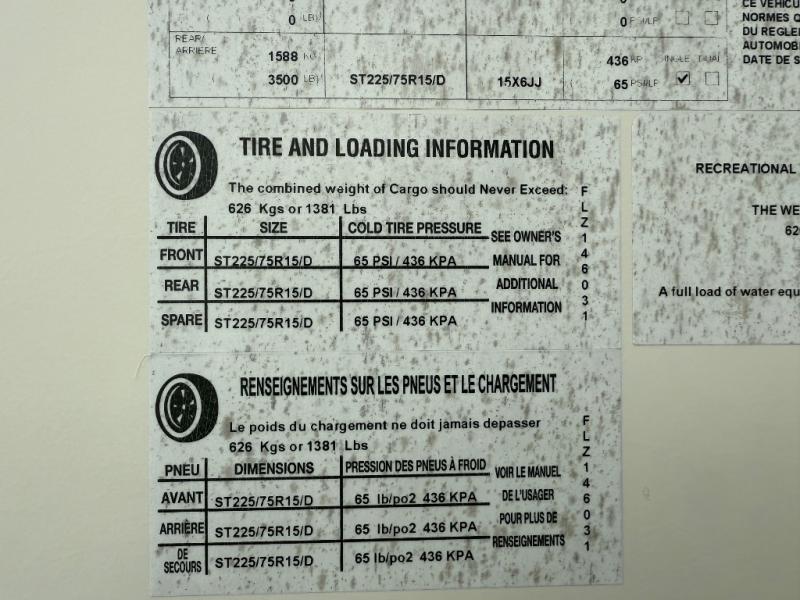 0 LB
0 PSI/LP
REAR/
ARRIERE
1588 KG
3500 LB
ST225/75R15/D
15X6JJ
436 KP
65 PSI/LP
SINGLE DUAL
✓
CE VEHICU
NORMES Q
DU REGLE
AUTOMOBI
DATE DE S
TIRE AND LOADING INFORMATION
The combined weight of Cargo should Never Exceed:
626 Kgs or 1381 Lbs
TIRE SIZE COLD TIRE PRESSURE
FRONT ST225/75R15/D 65 PSI / 436 KPA
REAR ST225/75R15/D 65 PSI / 436 KPA
SPARE ST225/75R15/D 65 PSI / 436 KPA
SEE OWNER'S
MANUAL FOR
ADDITIONAL
INFORMATION
FLZ146031
RECREATIONAL
THE WE
62
A full load of water equ
RENSEIGNEMENTS SUR LES PNEUS ET LE CHARGEMENT
Le poids du chargement ne doit jamais depasser
626 Kgs or 1381 Lbs
PNEU DIMENSIONS PRESSION DES PNEUS À FROID
AVANT ST225/75R15/D 65 lb/po2 436 KPA
ARRIÈRE ST225/75R15/D 65 lb/po2 436 KPA
DE
SECOURS ST225/75R15/D 65 lb/po2 436 KPA
VOIR LE MANUEL
DE L'USAGER
POUR PLUS DE
RENSEIGNEMENTS
FLZ146031